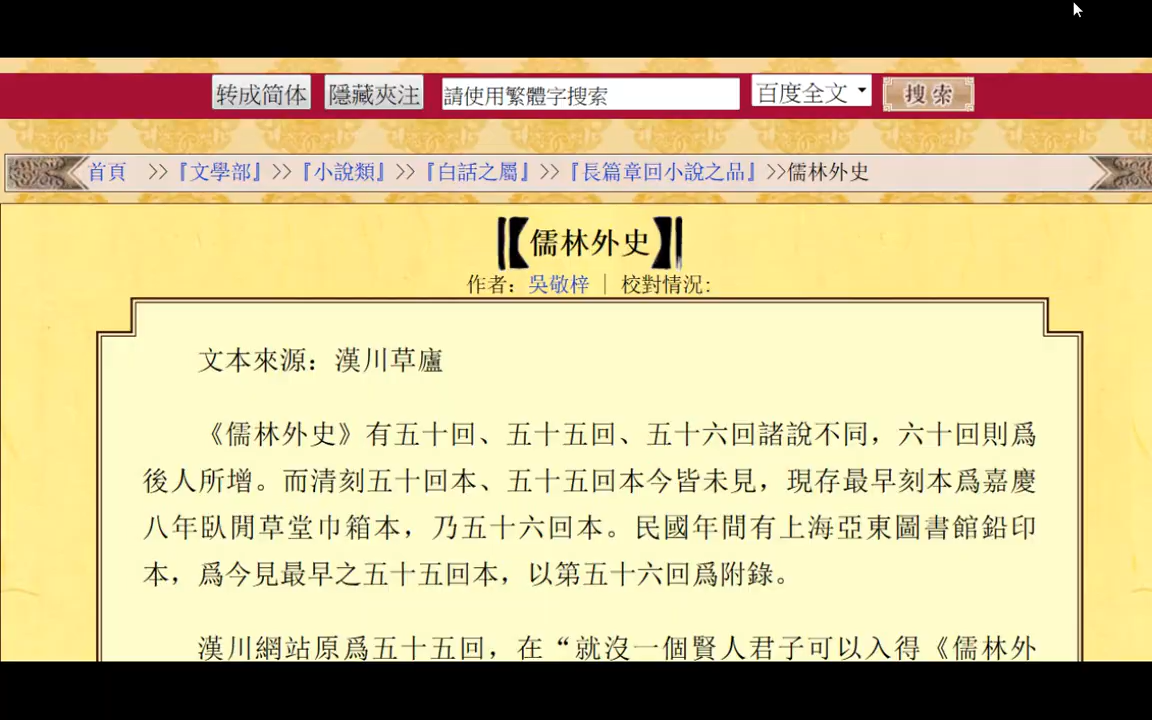 转成简体 隱藏夾注 請使用繁體字搜索 百度全文 搜索
首頁 >>『文學部』>>『小說類』>>『白話之屬』>>『長篇章回小說之品』>>儒林外史
【儒林外史】
作者：吳敬梓 ｜ 校對情況:
文本來源：漢川草廬
《儒林外史》有五十回、五十五回、五十六回諸說不同，六十回則爲
後人所增。而清刻五十回本、五十五回本今皆未見，現存最早刻本爲嘉慶
八年臥閒草堂巾箱本，乃五十六回本。民國年間有上海亞東圖書館鉛印
本，爲今見最早之五十五回本，以第五十六回爲附錄。
漢川網站原爲五十五回，在“就沒一個賢人君子可以入得《儒林外